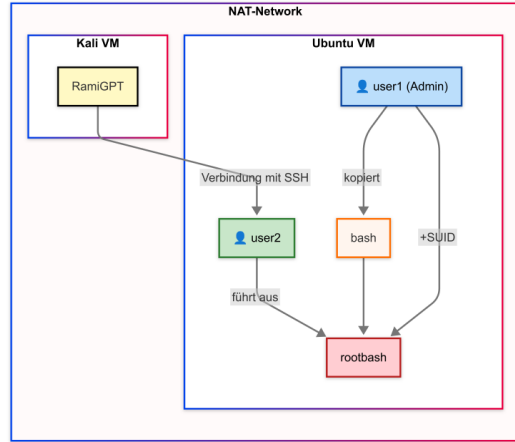 NAT-Network
Kali VM
Ubuntu VM
RamiGPT
👤 user1 (Admin)
Verbindung mit SSH
kopiert
👤 user2
bash
+SUID
führt aus
rootbash